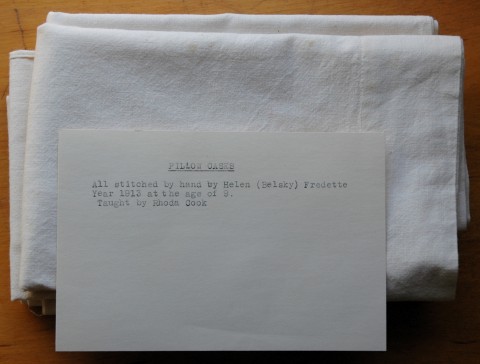 PILLOW CASES
All stitched by hand by Helen (Belsky) Fredette
Year 1913 at the age of 9.
Taught by Rhoda Cook